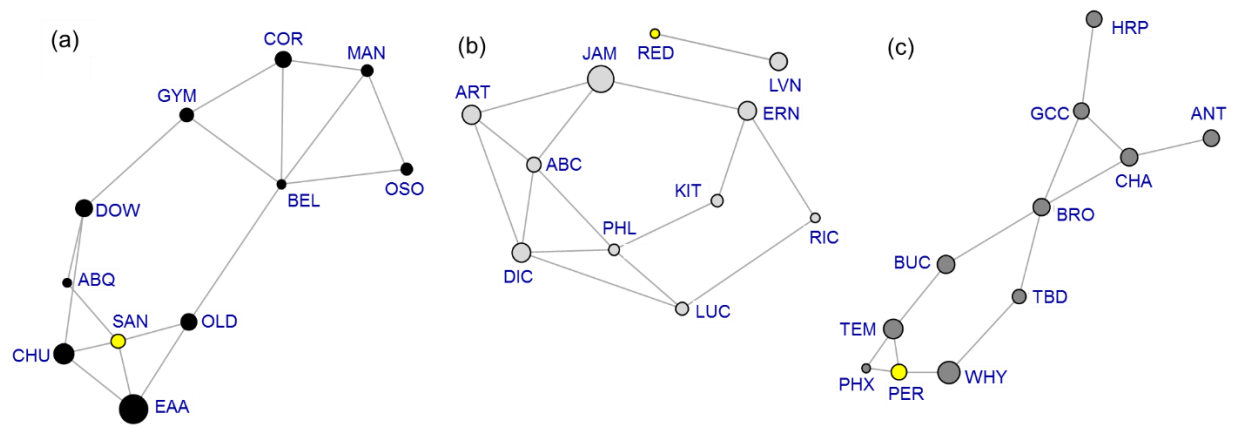 (a)
COR
MAN
GYM
BEL
OSO
DOW
ABQ
SAN
OLD
CHU
EAA
(b)
RED
LVN
JAM
ART
ERN
ABC
KIT
RIC
PHL
DIC
LUC
(c)
HRP
GCC
ANT
CHA
BRO
BUC
TBD
TEM
PHX
PER
WHY